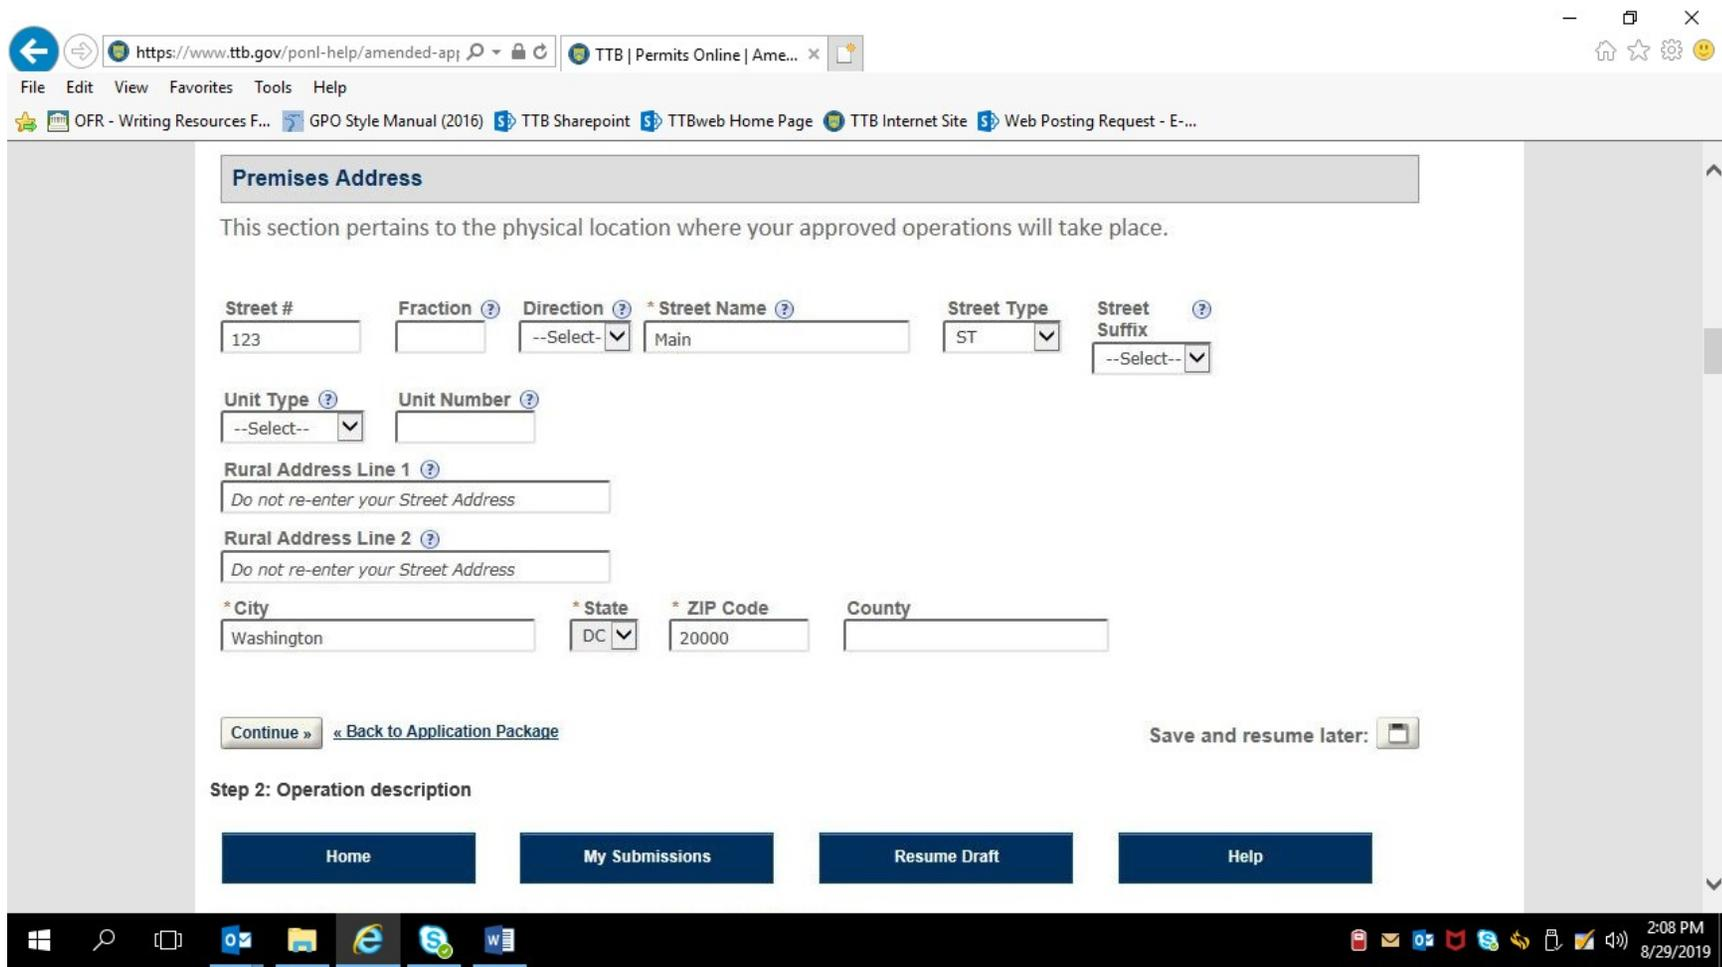 https://www.ttb.gov/ponl-help/amended-app
TTB | Permits Online | Ame...
File Edit View Favorites Tools Help
OFR - Writing Resources F... GPO Style Manual (2016) TTB Sharepoint TTBweb Home Page TTB Internet Site Web Posting Request - E-...
Premises Address
This section pertains to the physical location where your approved operations will take place.
Street # Fraction ? Direction ? * Street Name ? Street Type Street Suffix ?
123 --Select- Main ST --Select--
Unit Type ? Unit Number ?
--Select--
Rural Address Line 1 ?
Do not re-enter your Street Address
Rural Address Line 2 ?
Do not re-enter your Street Address
* City * State * ZIP Code County
Washington DC 20000
Continue » « Back to Application Package Save and resume later:
Step 2: Operation description
Home My Submissions Resume Draft Help
2:08 PM
8/29/2019